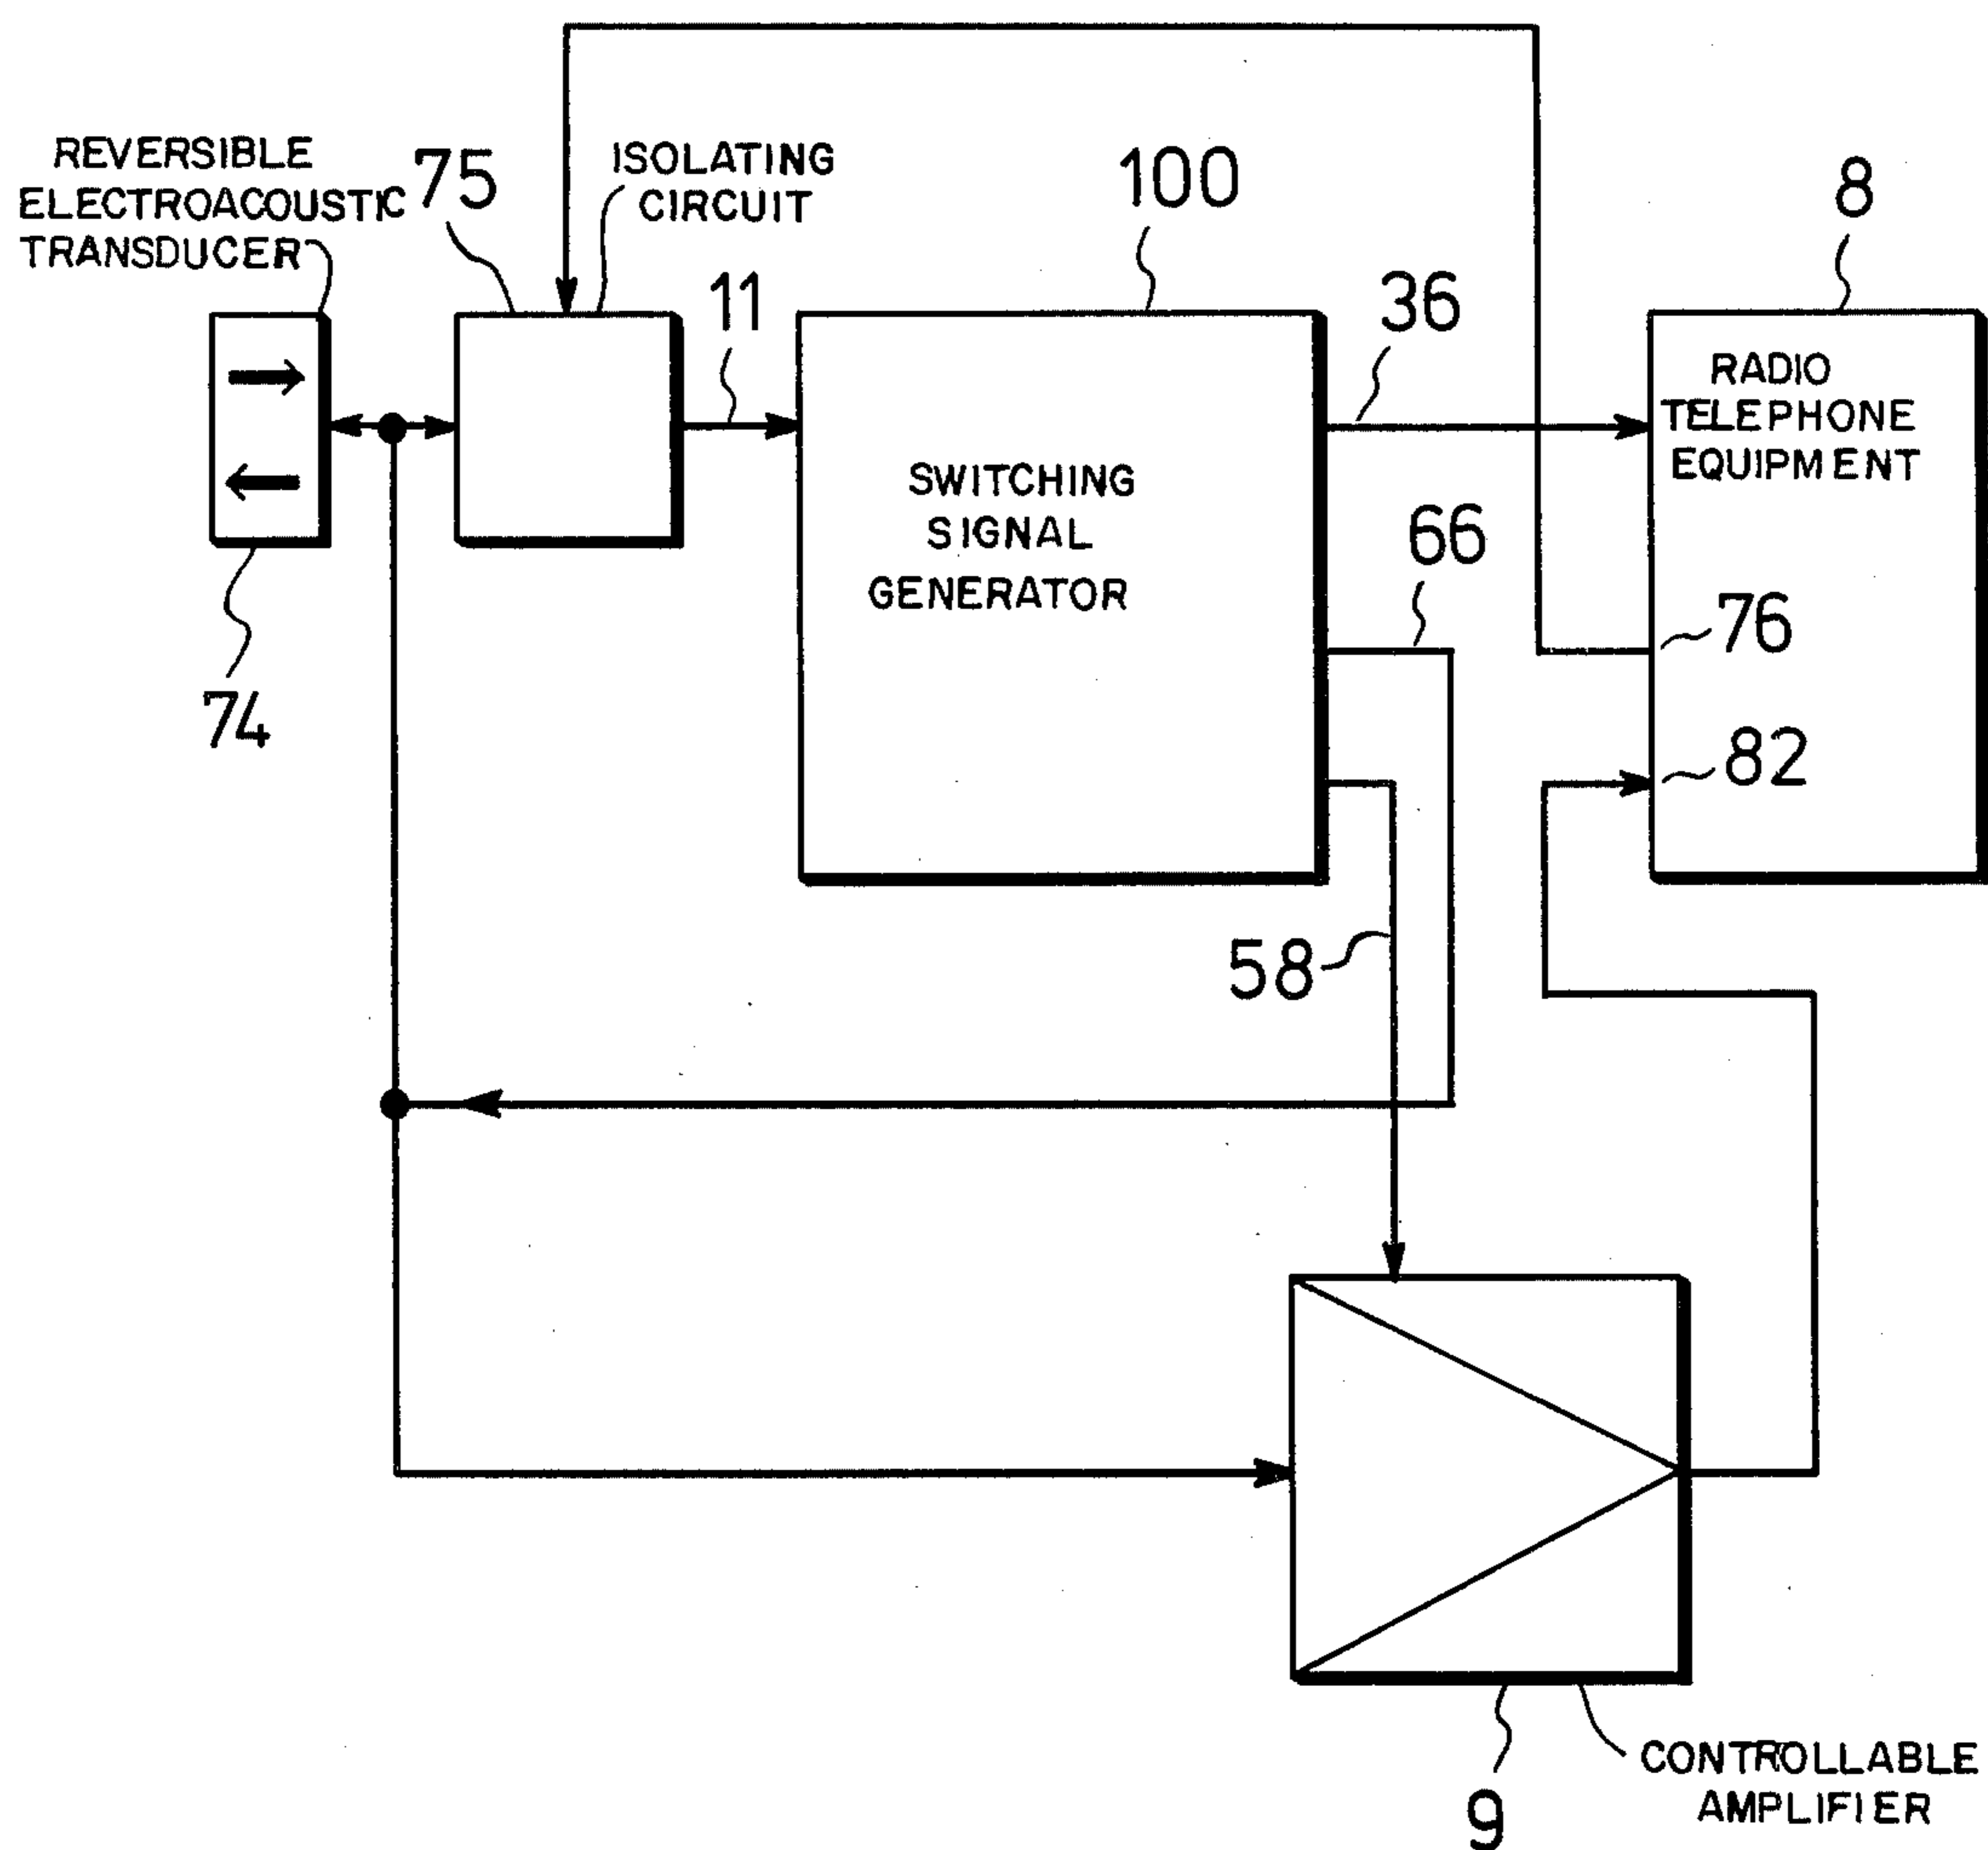 REVERSIBLE
ELECTROACOUSTIC
TRANSDUCER
75
ISOLATING
CIRCUIT
11
100
36
8
74
SWITCHING
SIGNAL
GENERATOR
RADIO
TELEPHONE
EQUIPMENT
66
76
82
58
9
CONTROLLABLE
AMPLIFIER